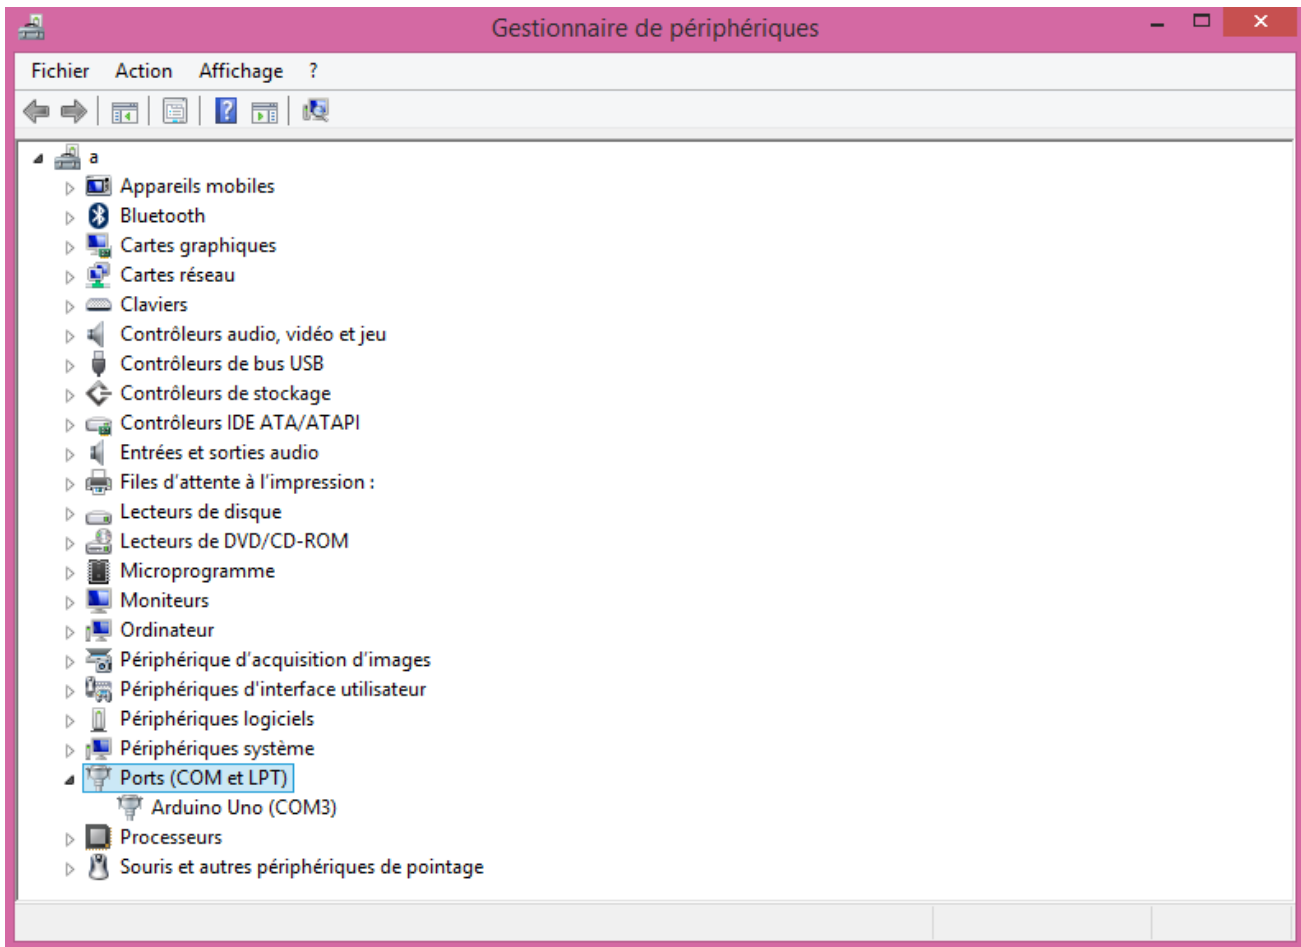 Gestionnaire de périphériques
Fichier Action Affichage ?
a
Appareils mobiles
Bluetooth
Cartes graphiques
Cartes réseau
Claviers
Contrôleurs audio, vidéo et jeu
Contrôleurs de bus USB
Contrôleurs de stockage
Contrôleurs IDE ATA/ATAPI
Entrées et sorties audio
Files d'attente à l'impression :
Lecteurs de disque
Lecteurs de DVD/CD-ROM
Microprogramme
Moniteurs
Ordinateur
Périphérique d'acquisition d'images
Périphériques d'interface utilisateur
Périphériques logiciels
Périphériques système
Ports (COM et LPT)
Arduino Uno (COM3)
Processeurs
Souris et autres périphériques de pointage